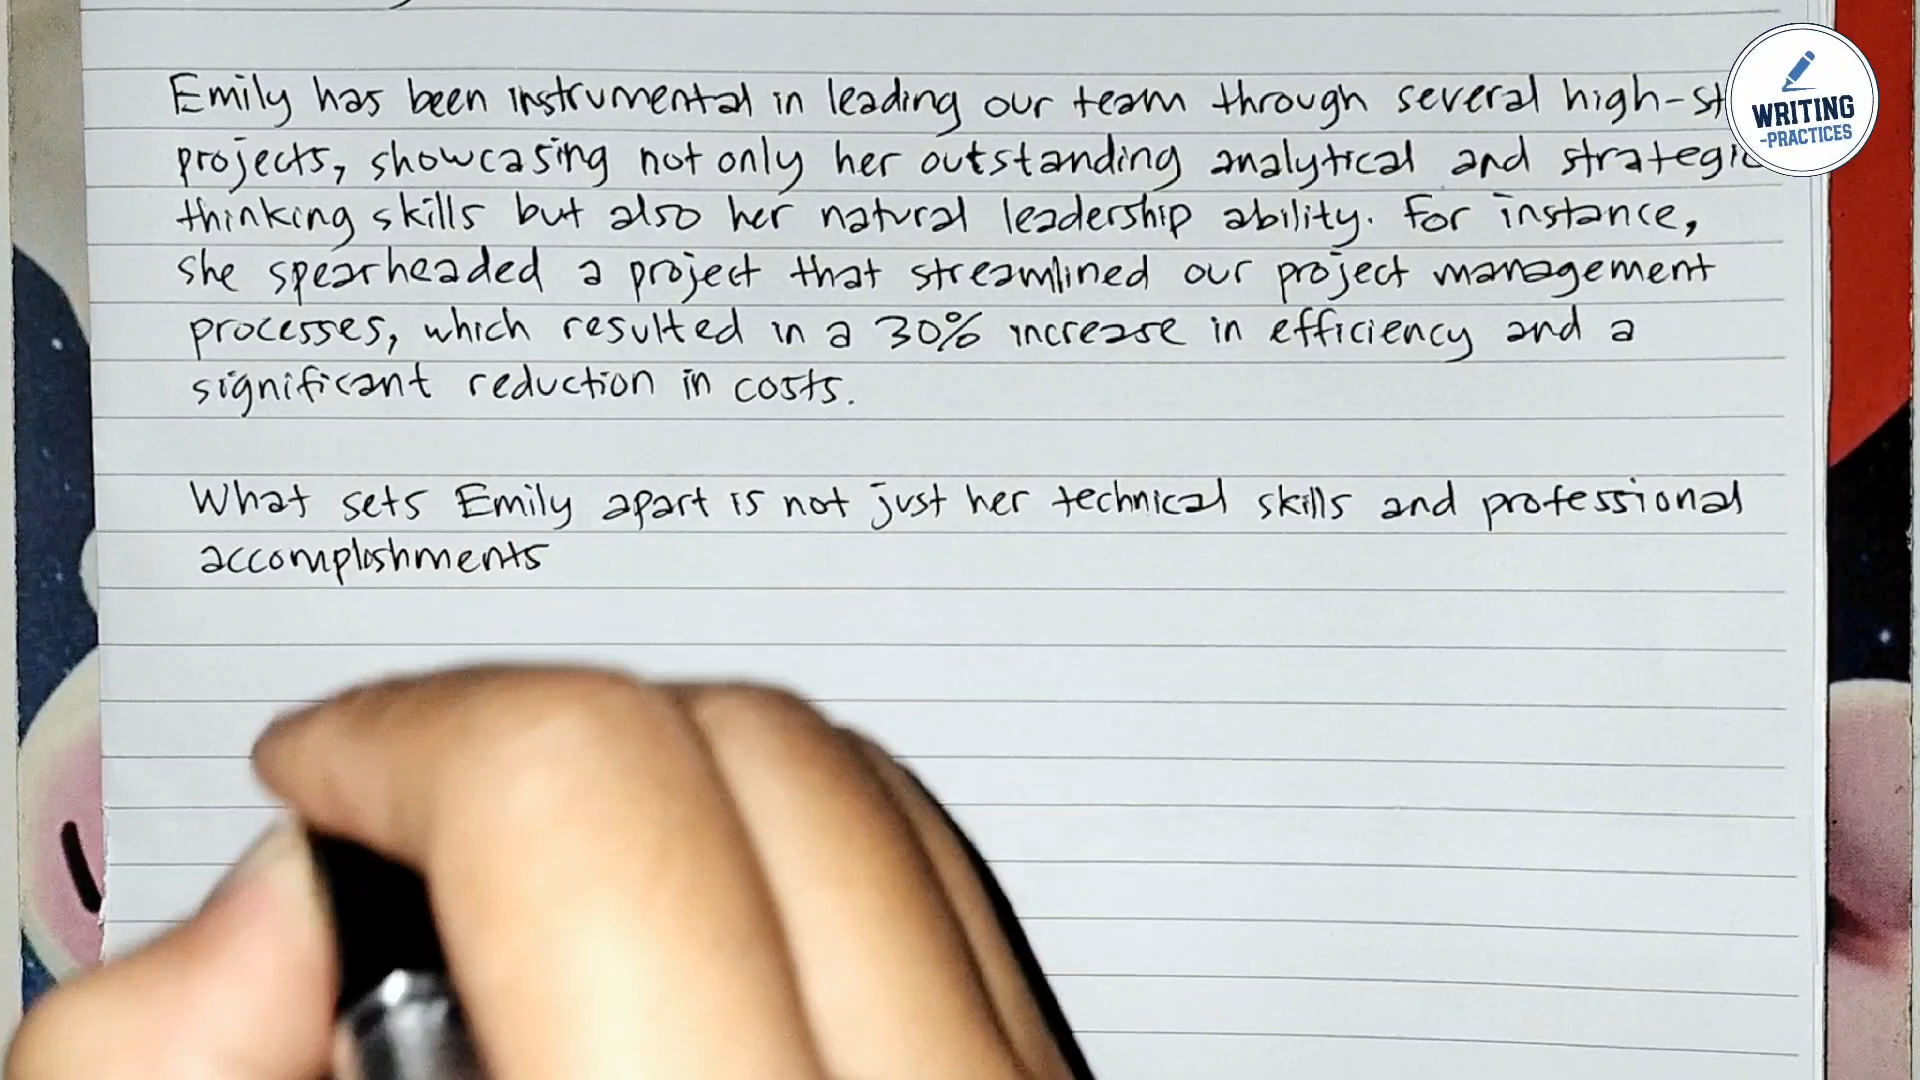 Emily has been instrumental in leading our team through several high-st
projects, showcasing not only her outstanding analytical and strategic
thinking skills but also her natural leadership ability. For instance,
she spearheaded a project that streamlined our project management
processes, which resulted in a 30% increase in efficiency and a
significant reduction in costs.
What sets Emily apart is not just her technical skills and professional
accomplishments
WRITING
-PRACTICES